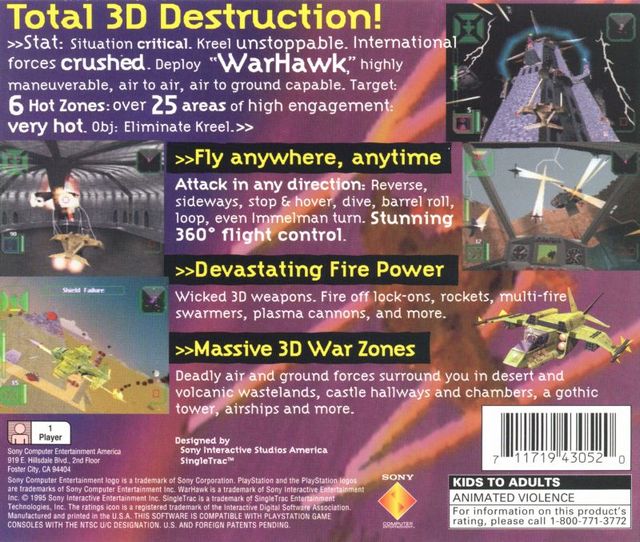 Total 3D Destruction!
>>Stat: Situation critical. Kreel unstoppable. International
forces crushed. Deploy "WarHawk," highly
maneuverable, air to air, air to ground capable. Target:
6 Hot Zones: over 25 areas of high engagement:
very hot. Obj: Eliminate Kreel.>>
>>Fly anywhere, anytime
Attack in any direction: Reverse,
sideways, stop & hover, dive, barrel roll,
loop, even Immelman turn. Stunning
360° flight control.
>>Devastating Fire Power
Wicked 3D weapons. Fire off lock-ons, rockets, multi-fire
swarmers, plasma cannons, and more.
Shield Failure
>>Massive 3D War Zones
Deadly air and ground forces surround you in desert and
volcanic wastelands, castle hallways and chambers, a gothic
tower, airships and more.
1
Player
Sony Computer Entertainment America
919 E. Hillsdale Blvd., 2nd Floor
Foster City, CA 94404
Designed by
Sony Interactive Studios America
SingleTrac™
Sony Computer Entertainment logo is a trademark of Sony Corporation. PlayStation and the PlayStation logos
are trademarks of Sony Computer Entertainment Inc. WarHawk is a trademark of Sony Interactive Entertainment
Inc. © 1995 Sony Interactive Entertainment Inc. SingleTrac is a trademark of SingleTrac Entertainment
Technologies, Inc. The ratings icon is a registered trademark of the Interactive Digital Software Association.
Manufactured and printed in the U.S.A. THIS SOFTWARE IS COMPATIBLE WITH PLAYSTATION GAME
CONSOLES WITH THE NTSC U/C DESIGNATION. U.S. AND FOREIGN PATENTS PENDING.
SONY
COMPUTER
ENTERTAINMENT
7 11719 43052 0
KIDS TO ADULTS
ANIMATED VIOLENCE
For information on this product's
rating, please call 1-800-771-3772